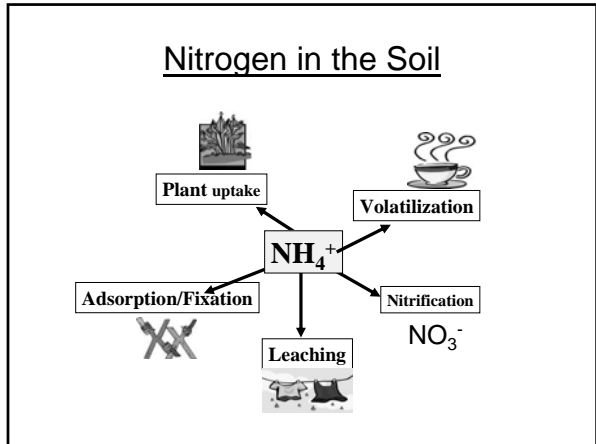 Nitrogen in the Soil
Plant uptake
Volatilization
NH₄⁺
Adsorption/Fixation
Nitrification
NO₃⁻
Leaching